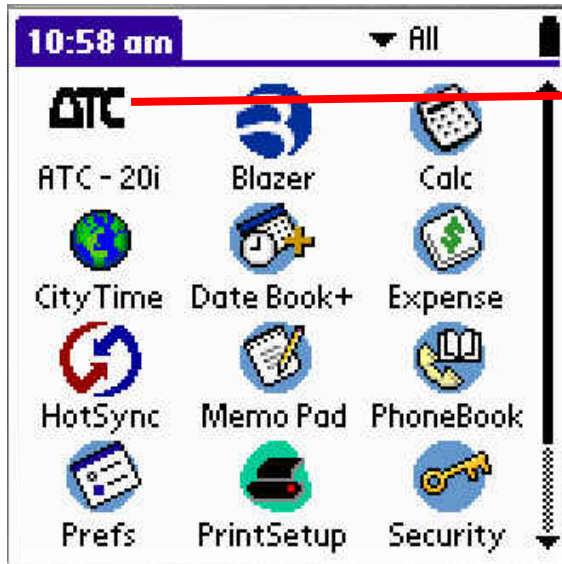 10:58 am All
ATC
ATC - 20i Blazer Calc
CityTime Date Book+ Expense
HotSync Memo Pad PhoneBook
Prefs PrintSetup Security